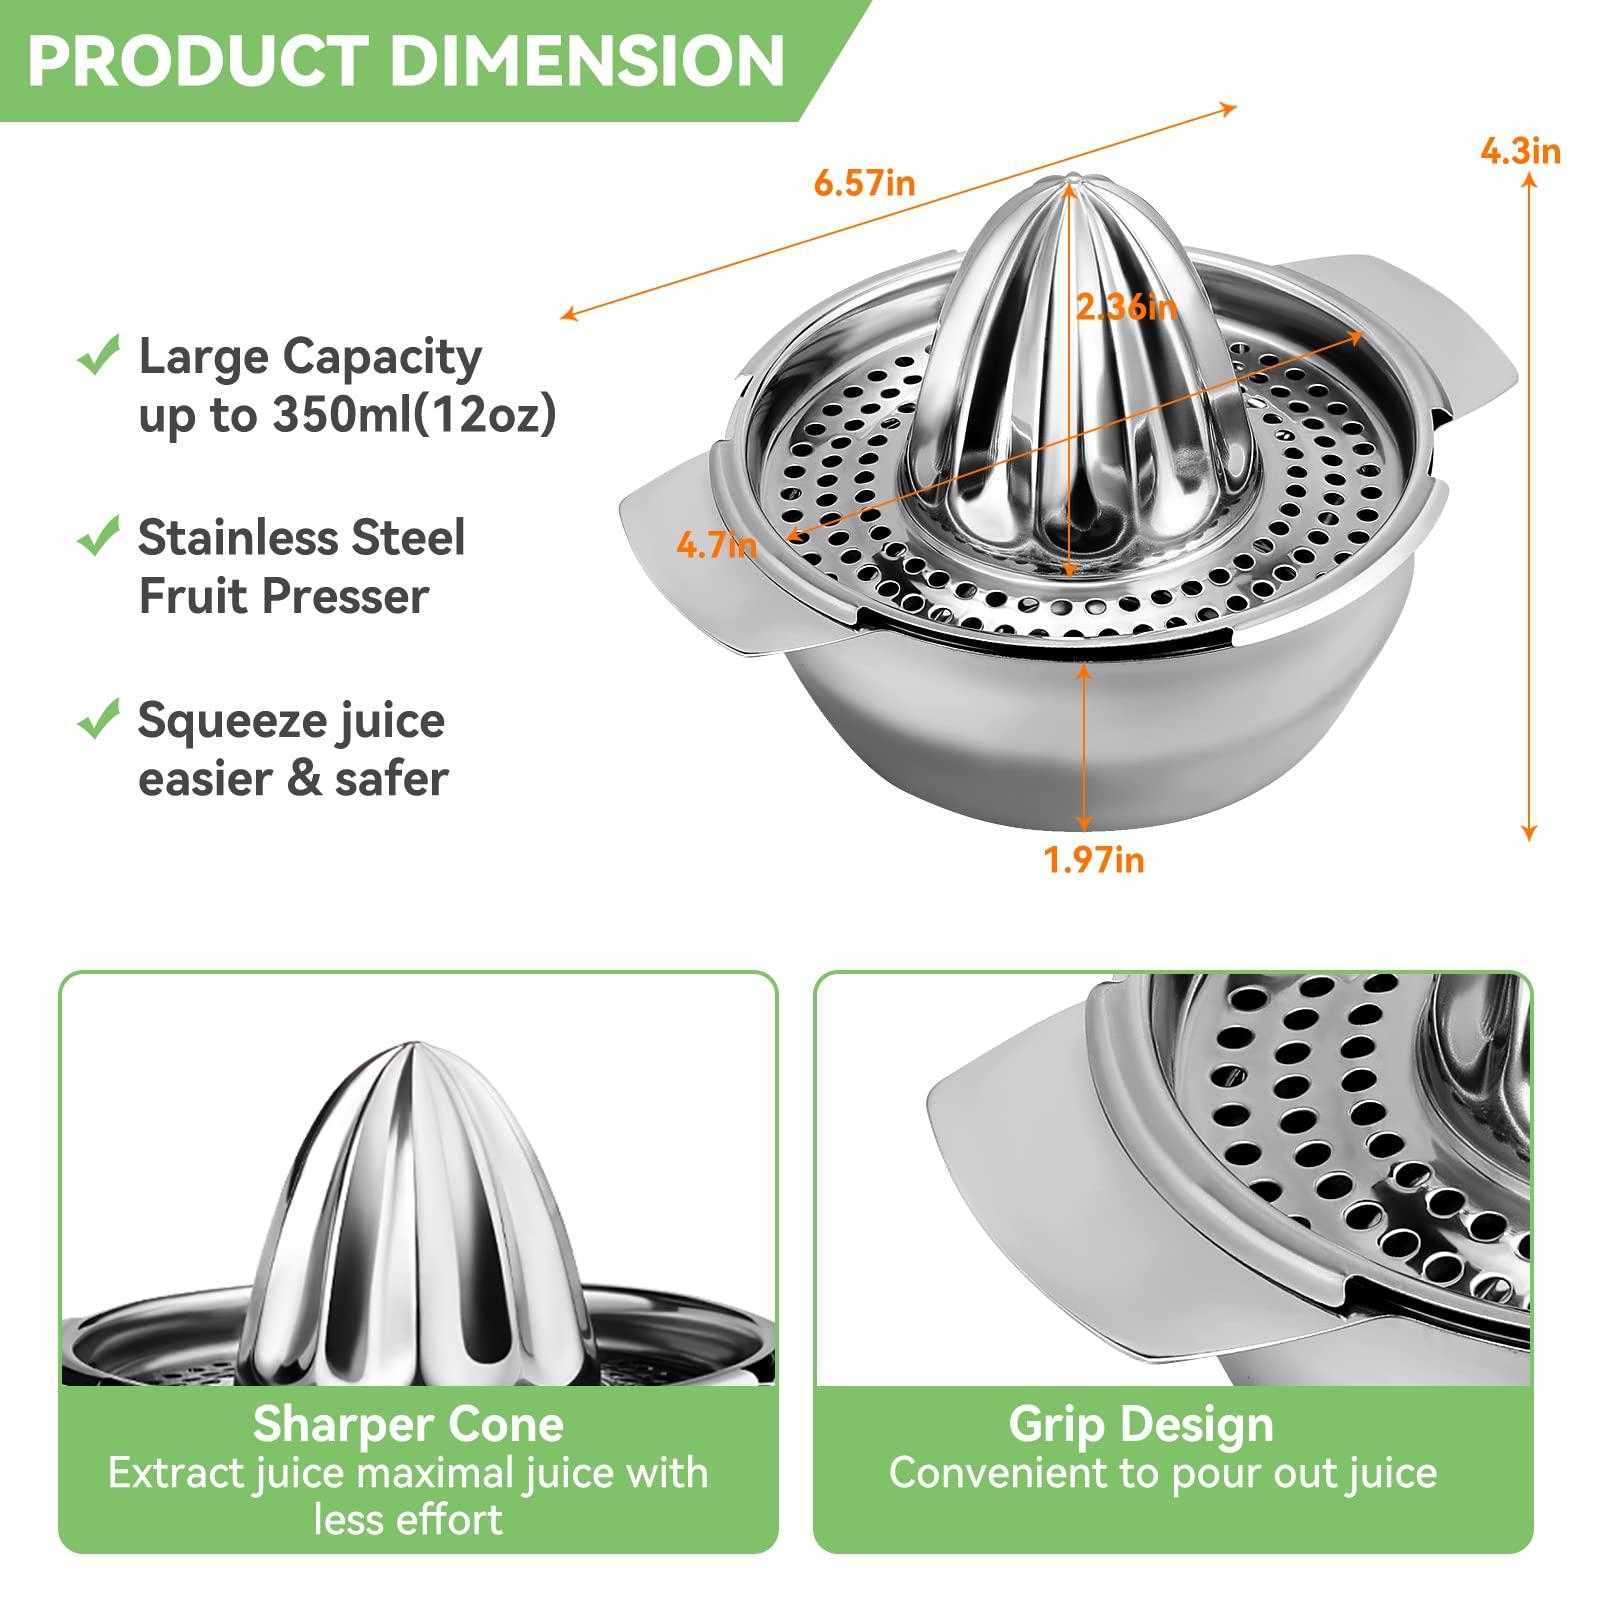 PRODUCT DIMENSION
6.57in
4.3in
2.36in
4.7in
1.97in
Large Capacity
up to 350ml(12oz)
Stainless Steel
Fruit Presser
Squeeze juice
easier & safer
Sharper Cone
Extract juice maximal juice with
less effort
Grip Design
Convenient to pour out juice